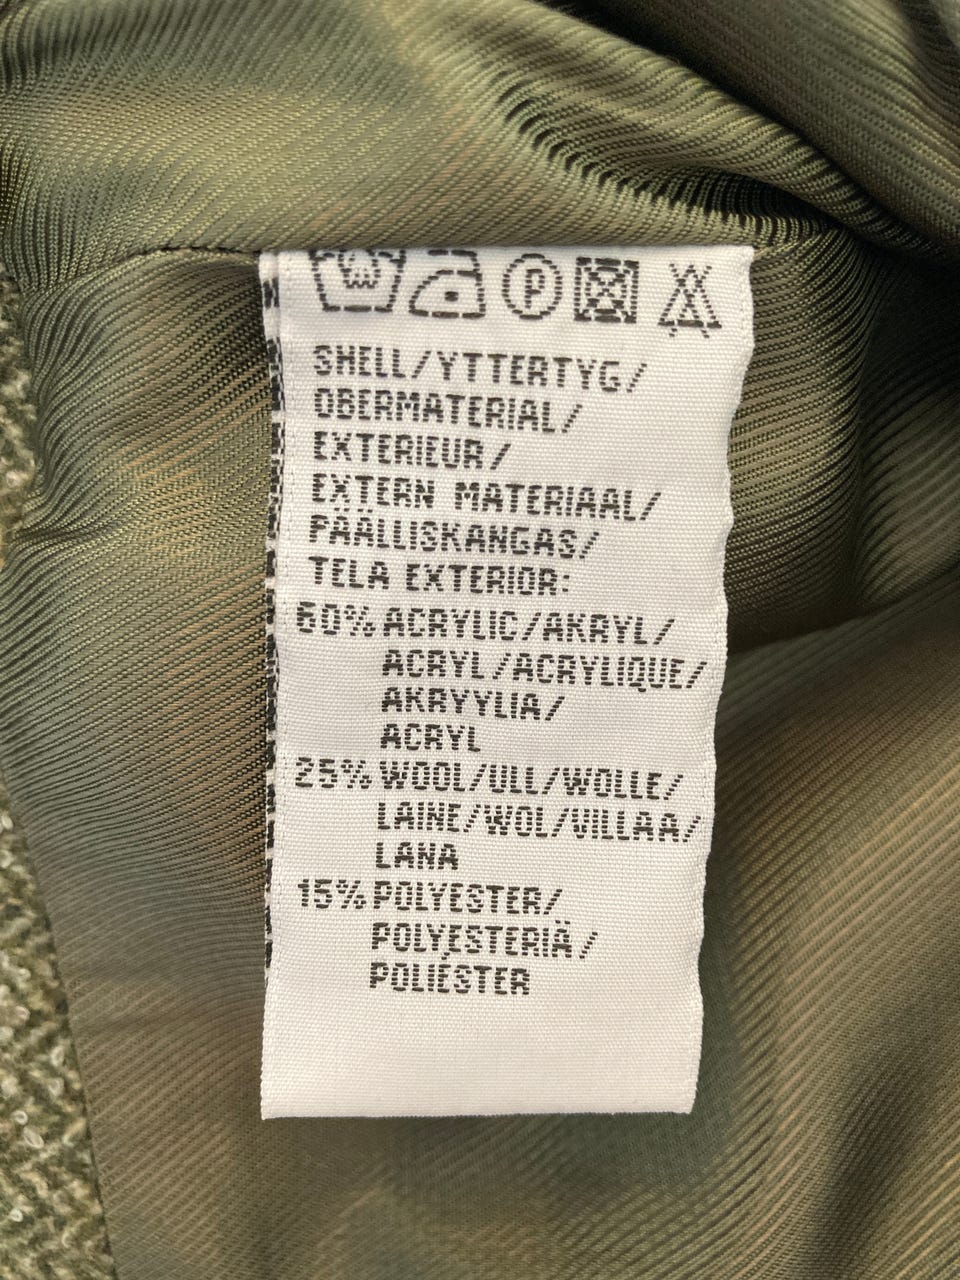 P
SHELL/YTTERTYG/
OBERMATERIAL/
EXTERIEUR/
EXTERN MATERIAAL/
PÄÄLLISKANGAS/
TELA EXTERIOR:
60% ACRYLIC/AKRYL/
ACRYL/ACRYLIQUE/
AKRYYLIA/
ACRYL
25% WOOL/ULL/WOLLE/
LAINE/WOL/VILLAA/
LANA
15% POLYESTER/
POLYESTERIÄ/
POLIÉSTER